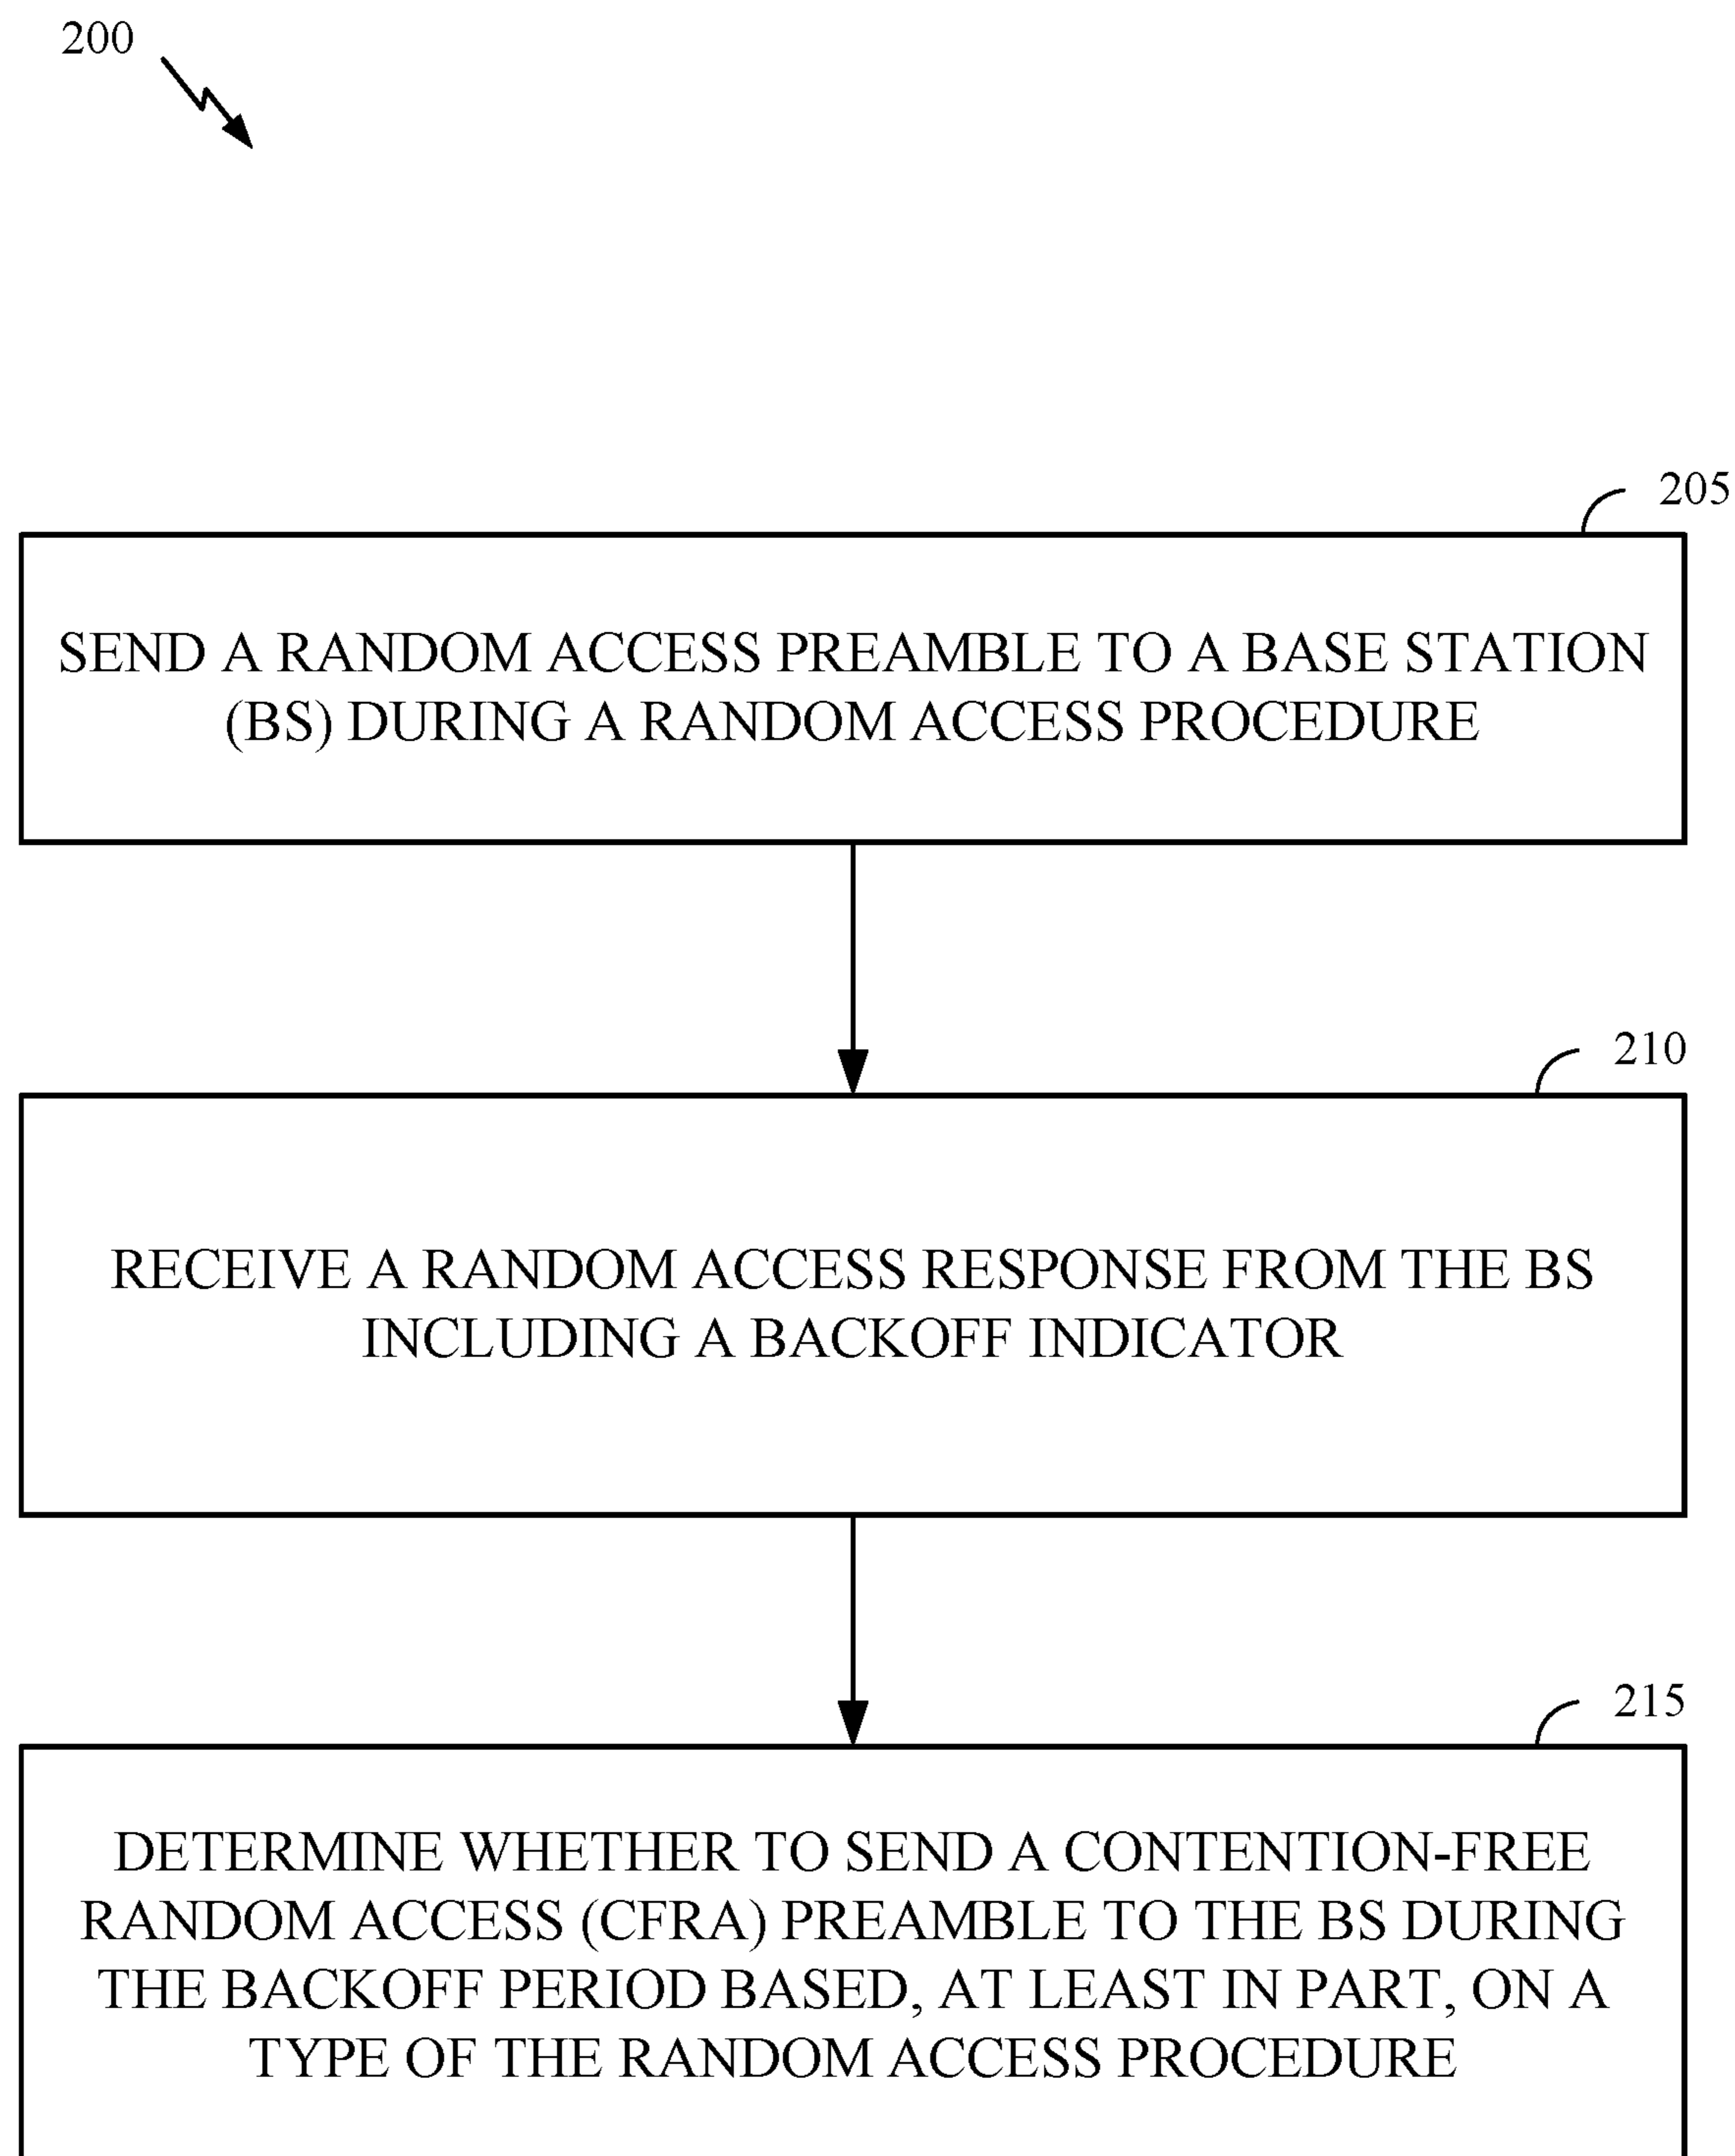 200
205
SEND A RANDOM ACCESS PREAMBLE TO A BASE STATION
(BS) DURING A RANDOM ACCESS PROCEDURE
210
RECEIVE A RANDOM ACCESS RESPONSE FROM THE BS
INCLUDING A BACKOFF INDICATOR
215
DETERMINE WHETHER TO SEND A CONTENTION-FREE
RANDOM ACCESS (CFRA) PREAMBLE TO THE BS DURING
THE BACKOFF PERIOD BASED, AT LEAST IN PART, ON A
TYPE OF THE RANDOM ACCESS PROCEDURE